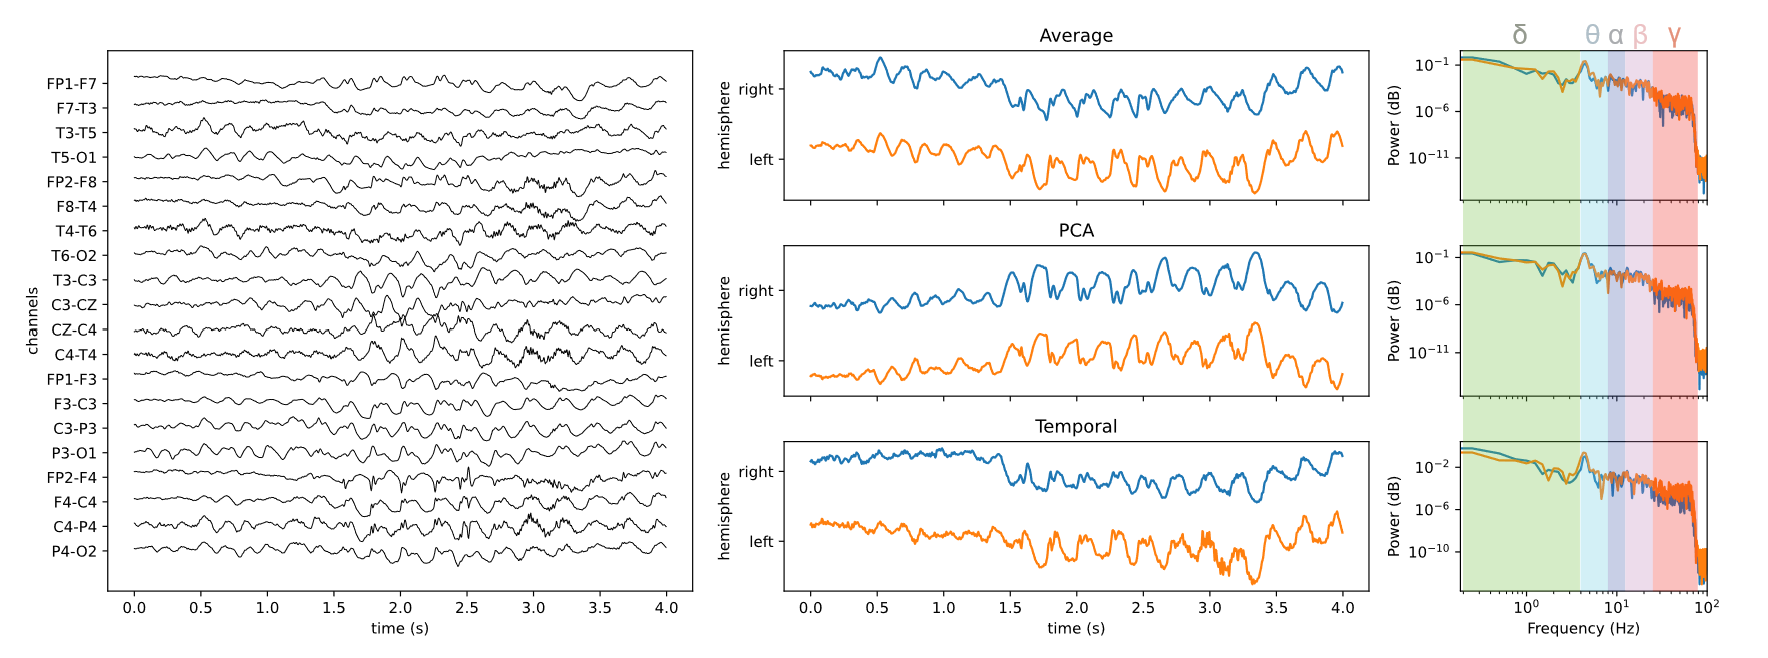 channels
FP1-F7
F7-T3
T3-T5
T5-O1
FP2-F8
F8-T4
T4-T6
T6-O2
T3-C3
C3-CZ
CZ-C4
C4-T4
FP1-F3
F3-C3
C3-P3
P3-O1
FP2-F4
F4-C4
C4-P4
P4-O2
0.0 0.5 1.0 1.5 2.0 2.5 3.0 3.5 4.0
time (s)
Average
hemisphere
right
left
PCA
hemisphere
right
left
Temporal
hemisphere
right
left
0.0 0.5 1.0 1.5 2.0 2.5 3.0 3.5 4.0
time (s)
δ θ α β γ
Power (dB)
10⁻¹
10⁻⁶
10⁻¹¹
Power (dB)
10⁻¹
10⁻⁶
10⁻¹¹
Power (dB)
10⁻²
10⁻⁶
10⁻¹⁰
10⁰ 10¹ 10²
Frequency (Hz)